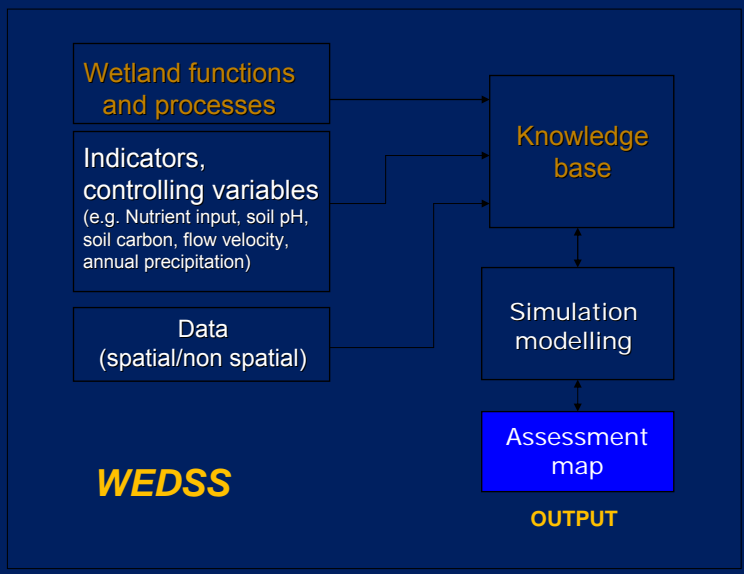 Wetland functions
and processes
Indicators,
controlling variables
(e.g. Nutrient input, soil pH,
soil carbon, flow velocity,
annual precipitation)
Data
(spatial/non spatial)
Knowledge
base
Simulation
modelling
Assessment
map
OUTPUT
WEDSS